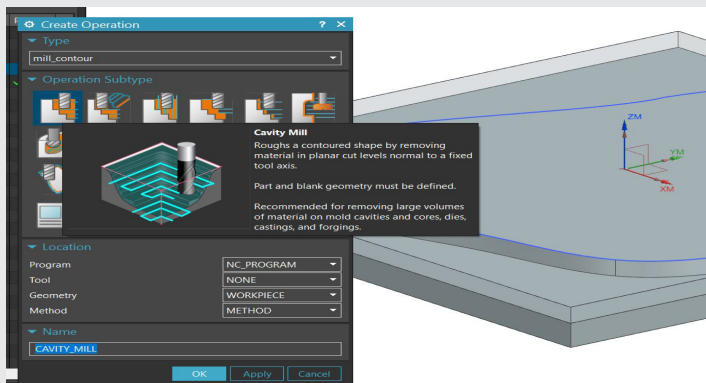 Create Operation
? ×
Type
mill_contour
Operation Subtype
Cavity Mill
Roughs a contoured shape by removing
material in planar cut levels normal to a fixed
tool axis.
Part and blank geometry must be defined.
Recommended for removing large volumes
of material on mold cavities and cores, dies,
castings, and forgings.
Location
Program NC_PROGRAM
Tool NONE
Geometry WORKPIECE
Method METHOD
Name
CAVITY_MILL
OK Apply Cancel
ZM
YM
XM